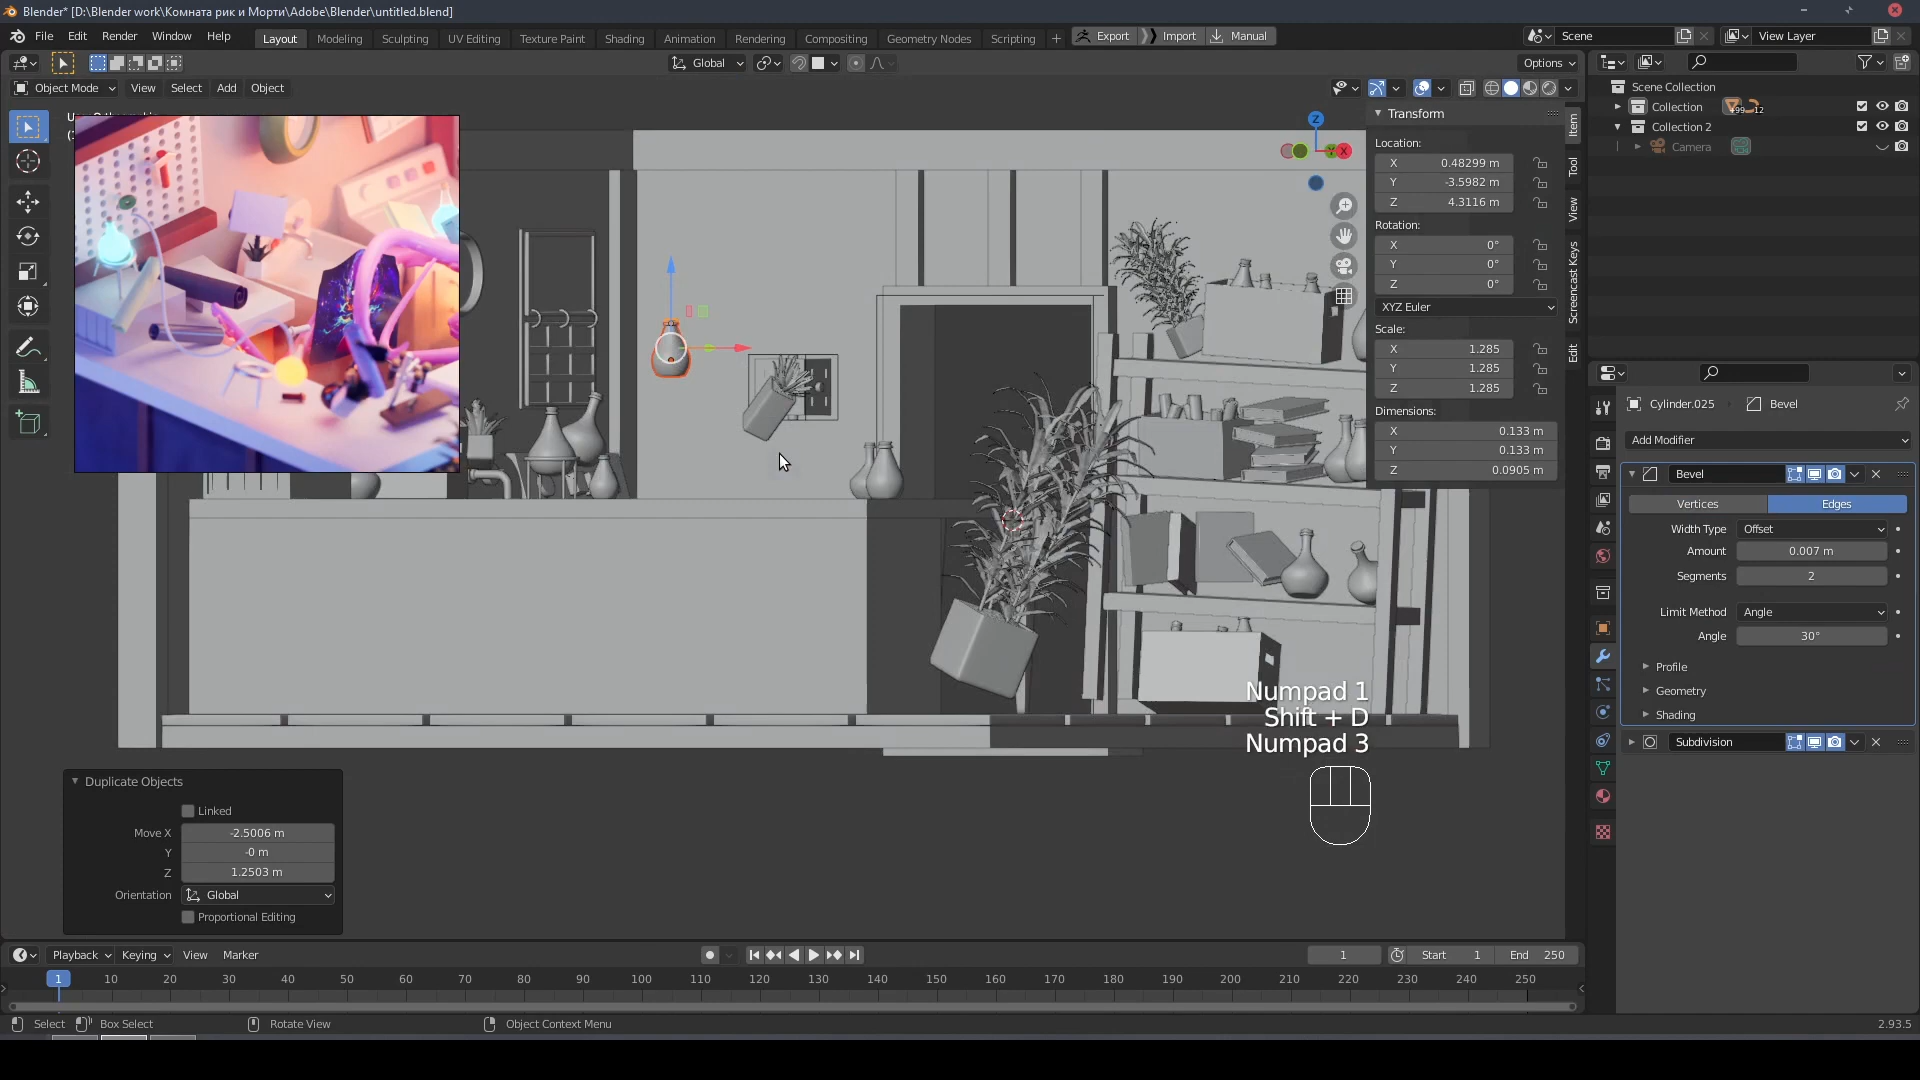 Blender* [D:\Blender work\Комната рик и Морти\Adobe\Blender\untitled.blend]
File Edit Render Window Help Layout Modeling Sculpting UV Editing Texture Paint Shading Animation Rendering Compositing Geometry Nodes Scripting + Export Import Manual Scene View Layer
Global Options
Object Mode View Select Add Object
Scene Collection
Collection 99 12
Collection 2
Camera
Z
X
Transform
Location:
X 0.48299 m
Y -3.5982 m
Z 4.3116 m
Rotation:
X 0°
Y 0°
Z 0°
XYZ Euler
Scale:
X 1.285
Y 1.285
Z 1.285
Dimensions:
X 0.133 m
Y 0.133 m
Z 0.0905 m
Item
Tool
View
Screencast Keys
Edit
Cylinder.025 Bevel
Add Modifier
Bevel
Vertices Edges
Width Type Offset
Amount 0.007 m
Segments 2
Limit Method Angle
Angle 30°
Profile
Geometry
Shading
Subdivision
Numpad 1
Shift + D
Numpad 3
Duplicate Objects
Linked
Move X -2.5006 m
Y -0 m
Z 1.2503 m
Orientation Global
Proportional Editing
Playback Keying View Marker 1 Start 1 End 250
1 10 20 30 40 50 60 70 80 90 100 110 120 130 140 150 160 170 180 190 200 210 220 230 240 250
Select Box Select Rotate View Object Context Menu 2.93.5